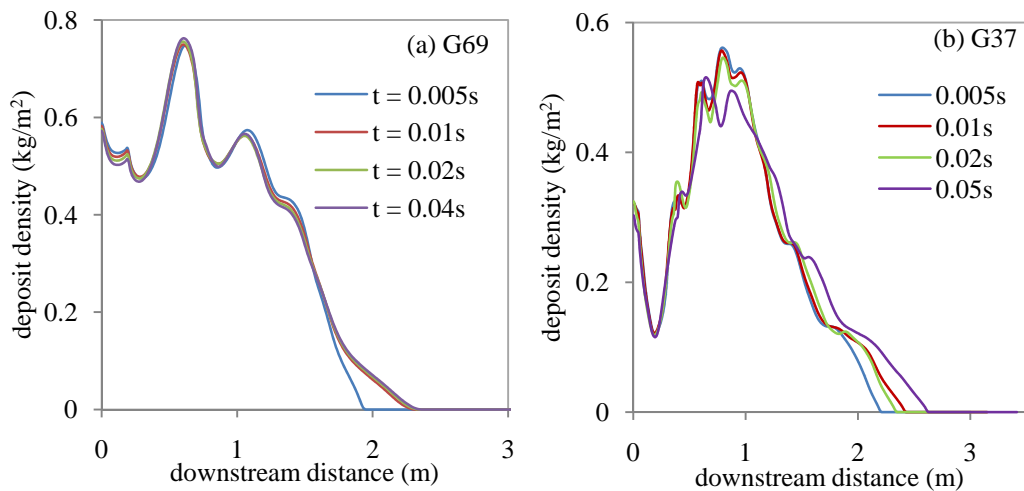 0.8
0.6
0.4
0.2
0
deposit density (kg/m²)
(a) G69
t = 0.005s
t = 0.01s
t = 0.02s
t = 0.04s
0 1 2 3
downstream distance (m)
0.6
0.4
0.2
0
deposit density (kg/m²)
(b) G37
0.005s
0.01s
0.02s
0.05s
0 1 2 3
downstream distance (m)